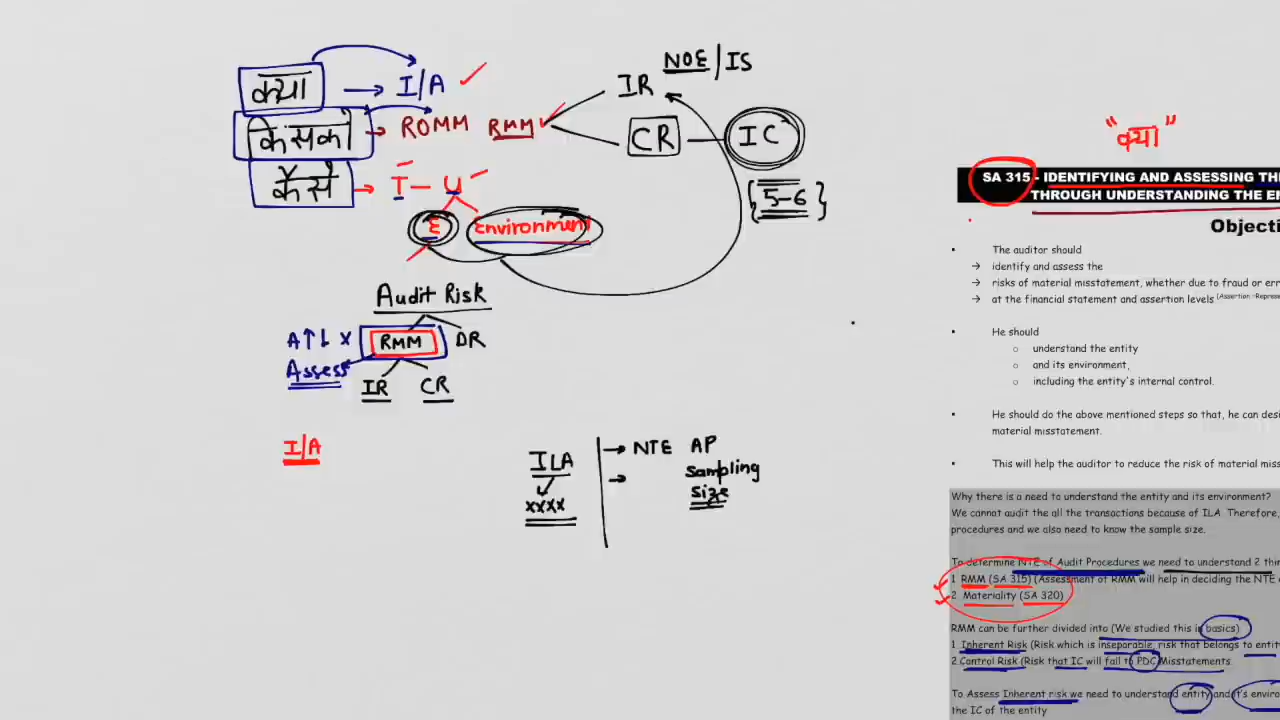 क्या → I/A
NOE/IS
IR
किसको → ROMM RMM
CR
IC
कैसे → I – U
{5-6}
E Environment
Audit Risk
A↑↓ x RMM DR
Assess
IR CR
I/A
ILA
xxxx
→ NTE AP
→ Sampling
Size
"क्या"
SA 315 - IDENTIFYING AND ASSESSING TH
THROUGH UNDERSTANDING THE E
Objecti
• The auditor should
→ identify and assess the
→ risks of material misstatement, whether due to fraud or err
→ at the financial statement and assertion levels (Assertion =Repres
• He should
o understand the entity
o and its environment,
o including the entity's internal control.
• He should do the above mentioned steps so that, he can desi
material misstatement.
• This will help the auditor to reduce the risk of material miss
Why there is a need to understand the entity and its environment?
We cannot audit the all the transactions because of ILA Therefore,
procedures and we also need to know the sample size.
To determine NTE of Audit Procedures we need to understand 2 thin
1 RMM (SA 315) (Assessment of RMM will help in deciding the NTE
2 Materiality (SA 320)
RMM can be further divided into (We studied this is basics)
1 Inherent Risk (Risk which is inseparable, risk that belongs to entity
2.Control Risk (Risk that IC will fail to PDC Misstatements
To Assess Inherent risk we need to understand entity and it's enviro
the IC of the entity